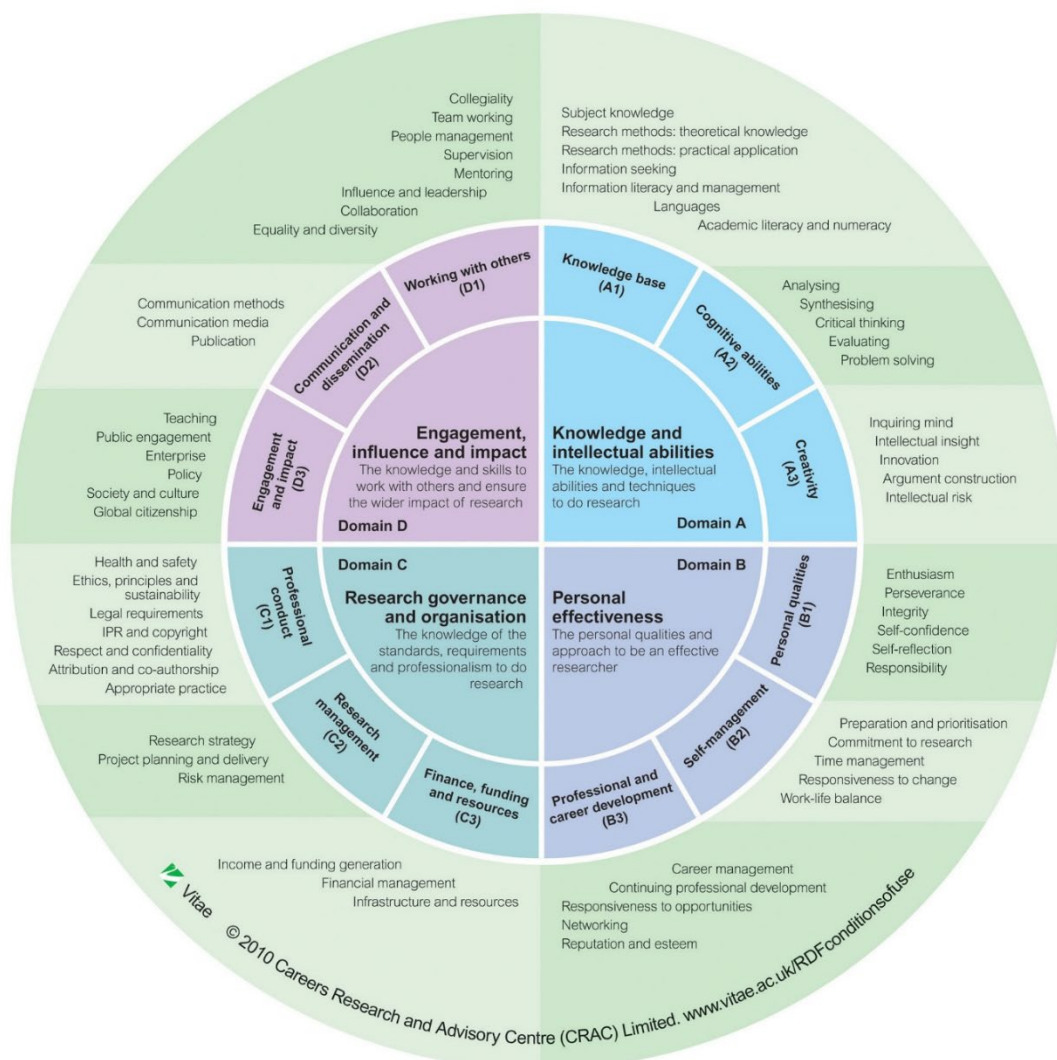 Collegiality
Team working
People management
Supervision
Mentoring
Influence and leadership
Collaboration
Equality and diversity
Subject knowledge
Research methods: theoretical knowledge
Research methods: practical application
Information seeking
Information literacy and management
Languages
Academic literacy and numeracy
Communication methods
Communication media
Publication
Analysing
Synthesising
Critical thinking
Evaluating
Problem solving
Teaching
Public engagement
Enterprise
Policy
Society and culture
Global citizenship
Inquiring mind
Intellectual insight
Innovation
Argument construction
Intellectual risk
Health and safety
Ethics, principles and
sustainability
Legal requirements
IPR and copyright
Respect and confidentiality
Attribution and co-authorship
Appropriate practice
Enthusiasm
Perseverance
Integrity
Self-confidence
Self-reflection
Responsibility
Research strategy
Project planning and delivery
Risk management
Preparation and prioritisation
Commitment to research
Time management
Responsiveness to change
Work-life balance
Income and funding generation
Financial management
Infrastructure and resources
Career management
Continuing professional development
Responsiveness to opportunities
Networking
Reputation and esteem
Working with others
(D1)
Knowledge base
(A1)
Communication and
dissemination
(D2)
Cognitive abilities
(A2)
Engagement
and impact
(D3)
Creativity
(A3)
Professional
conduct
(C1)
Personal qualities
(B1)
Research
management
(C2)
Self-management
(B2)
Finance, funding
and resources
(C3)
Professional and
career development
(B3)
Engagement,
influence and impact
The knowledge and skills to
work with others and ensure
the wider impact of research
Domain D
Knowledge and
intellectual abilities
The knowledge, intellectual
abilities and techniques
to do research
Domain A
Domain C
Research governance
and organisation
The knowledge of the
standards, requirements
and professionalism to do
research
Domain B
Personal
effectiveness
The personal qualities and
approach to be an effective
researcher
Vitae © 2010 Careers Research and Advisory Centre (CRAC) Limited. www.vitae.ac.uk/RDFconditionsofuse